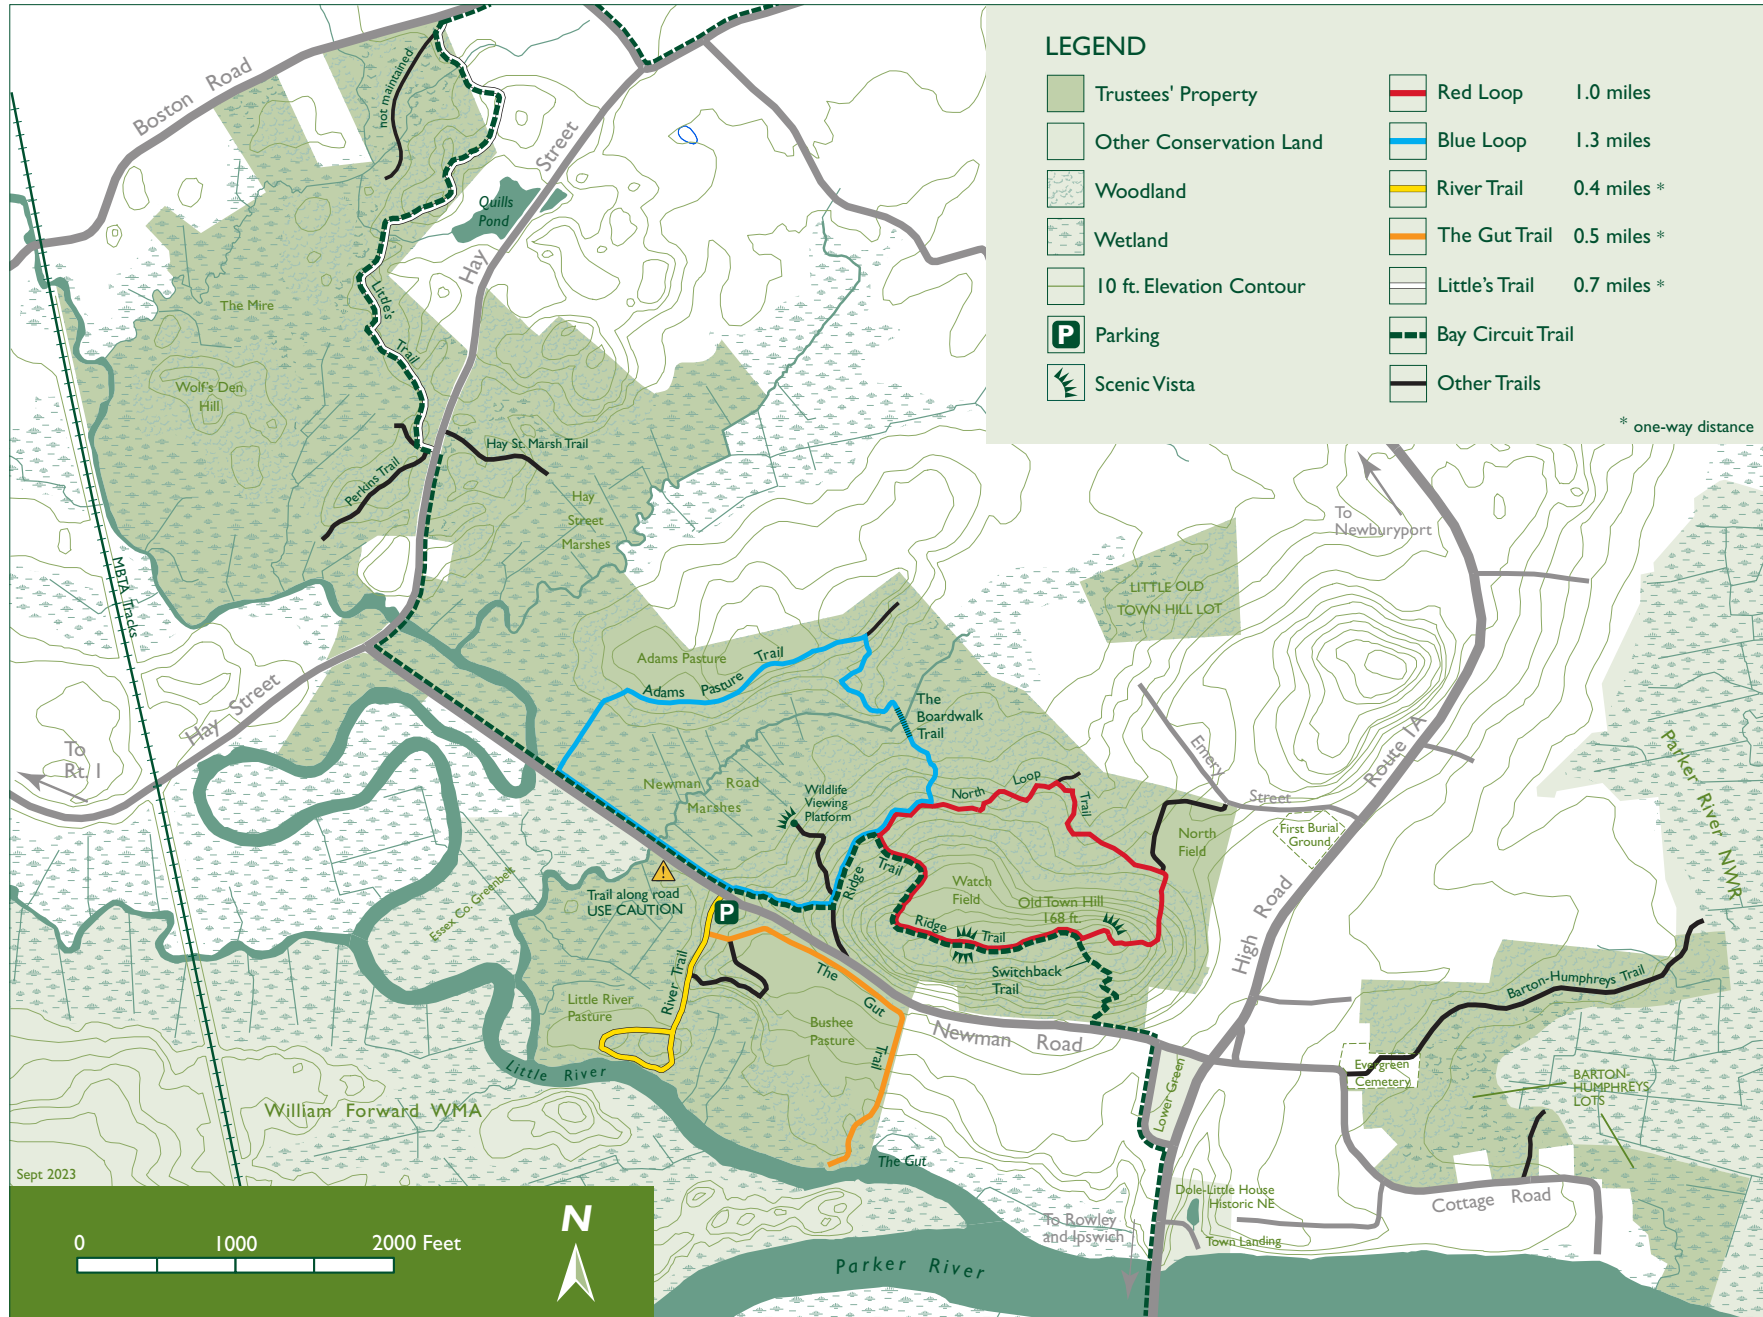 LEGEND
Trustees' Property
Other Conservation Land
Woodland
Wetland
10 ft. Elevation Contour
P
Parking
Scenic Vista
Red Loop 1.0 miles
Blue Loop 1.3 miles
River Trail 0.4 miles *
The Gut Trail 0.5 miles *
Little's Trail 0.7 miles *
Bay Circuit Trail
Other Trails
* one-way distance
Boston Road
not maintained
Hay Street
Quills
Pond
The Mire
Little's Trail
Wolf's Den
Hill
Hay St. Marsh Trail
Perkins Trail
Hay
Street
Marshes
MBTA Tracks
To
Newburyport
LITTLE OLD
TOWN HILL LOT
Adams Pasture
Adams Pasture Trail
The
Boardwalk
Trail
Hay Street
To
Rt. 1
Newman Road
Marshes
Wildlife
Viewing
Platform
North Loop Trail
Emery Street
Route 1A
Parker River NWR
First Burial
Ground
North
Field
Trail along road
USE CAUTION
P
Ridge Trail
Watch
Field
Old Town Hill
168 ft.
Ridge Trail
Essex Co. Greenbelt
High Road
Switchback
Trail
Barton-Humphreys Trail
River Trail
The Gut Trail
Little River
Pasture
Bushee
Pasture
Newman Road
Little River
Lower Green
Evergreen
Cemetery
BARTON-
HUMPHREYS
LOTS
William Forward WMA
The Gut
Sept 2023
Dole-Little House
Historic NE
Cottage Road
To Rowley
and Ipswich
Town Landing
Parker River
0 1000 2000 Feet
N